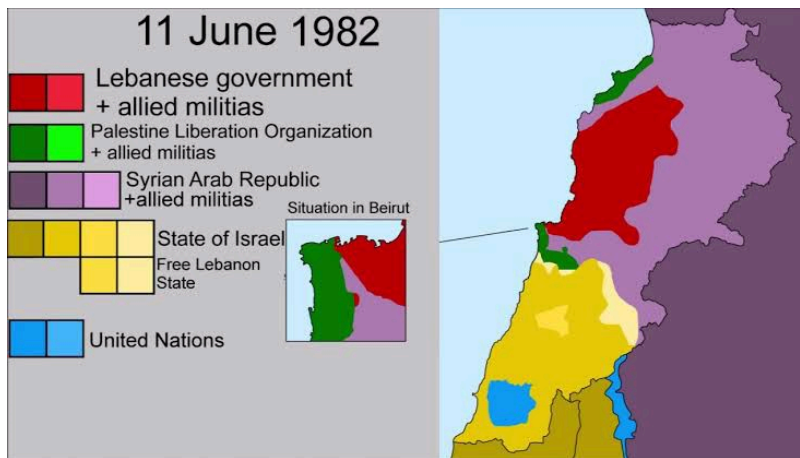 11 June 1982
Lebanese government
+ allied militias
Palestine Liberation Organization
+ allied militias
Syrian Arab Republic
+allied militias
Situation in Beirut
State of Israel
Free Lebanon
State
United Nations